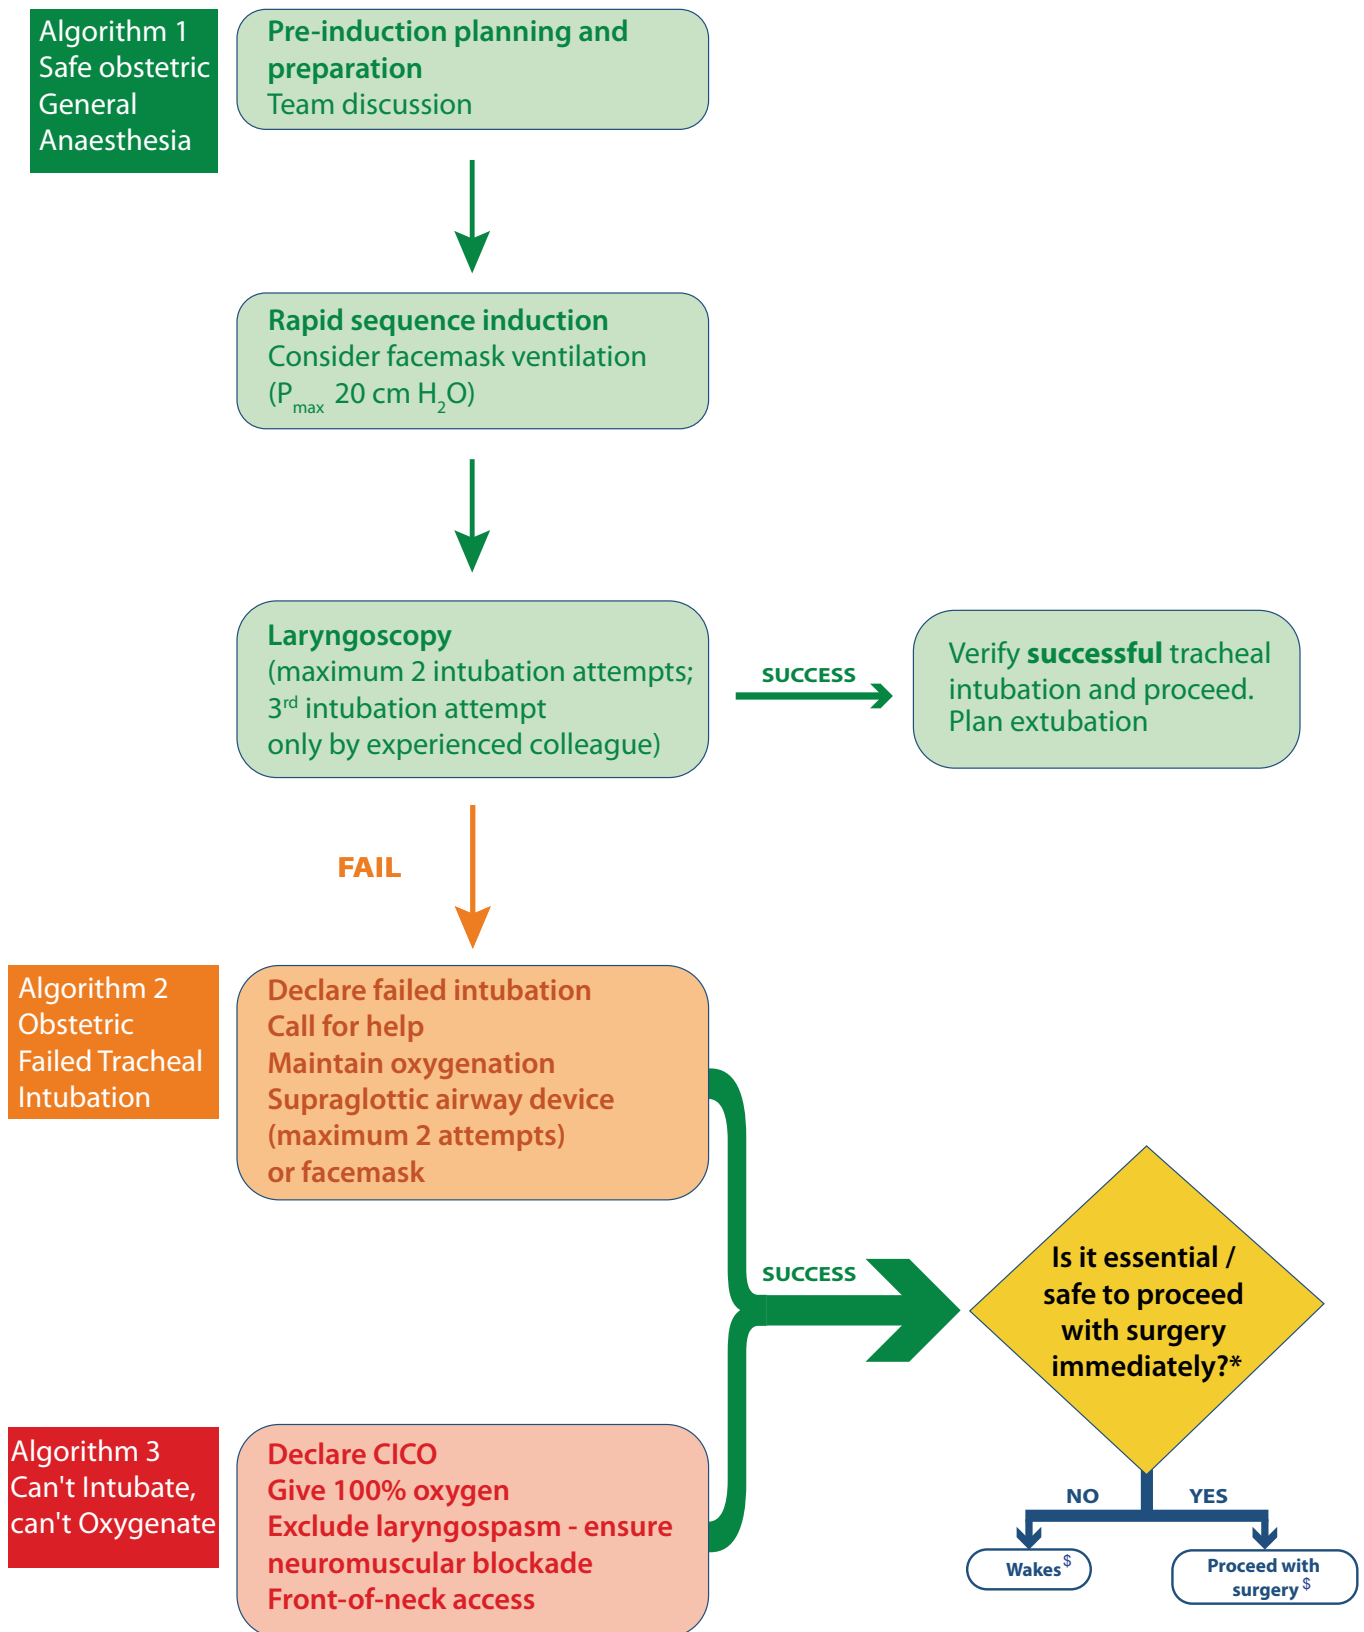 Algorithm 1
Safe obstetric
General
Anaesthesia
Pre-induction planning and
preparation
Team discussion
Rapid sequence induction
Consider facemask ventilation
(Pmax 20 cm H2O)
Laryngoscopy
(maximum 2 intubation attempts;
3rd intubation attempt
only by experienced colleague)
SUCCESS
Verify successful tracheal
intubation and proceed.
Plan extubation
FAIL
Algorithm 2
Obstetric
Failed Tracheal
Intubation
Declare failed intubation
Call for help
Maintain oxygenation
Supraglottic airway device
(maximum 2 attempts)
or facemask
SUCCESS
Is it essential /
safe to proceed
with surgery
immediately?*
Algorithm 3
Can't Intubate,
can't Oxygenate
Declare CICO
Give 100% oxygen
Exclude laryngospasm - ensure
neuromuscular blockade
Front-of-neck access
NO
YES
Wakes $
Proceed with
surgery $